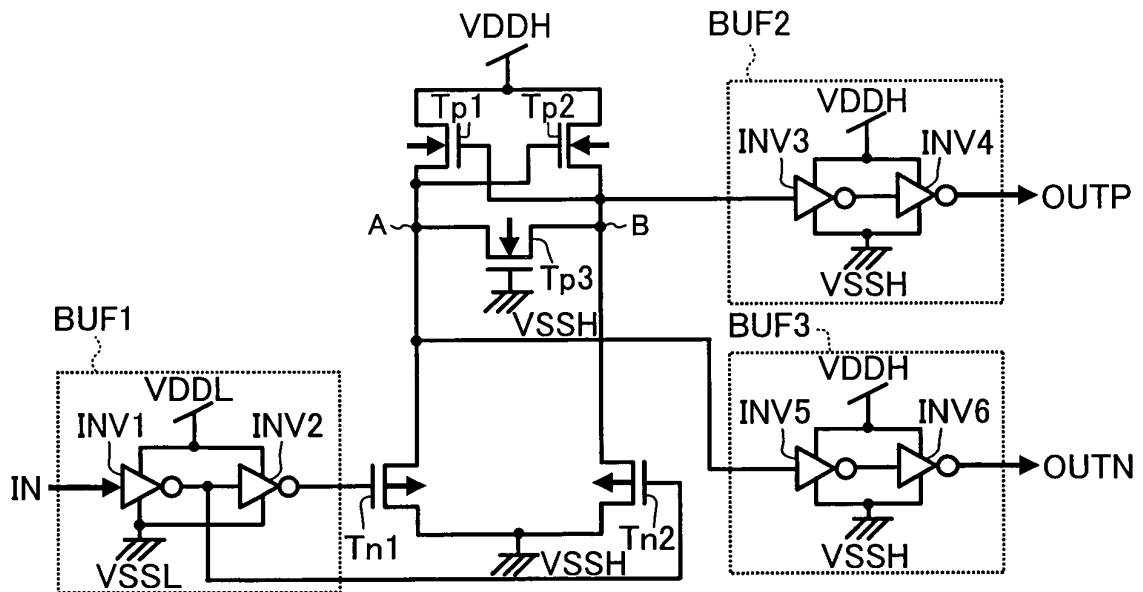 VDDH
BUF2
Tp1
Tp2
VDDH
INV3
INV4
OUTP
A
B
Tp3
VSSH
VSSH
BUF1
BUF3
VDDL
VDDH
INV1
INV2
INV5
INV6
IN
OUTN
Tn1
Tn2
VSSL
VSSH
VSSH